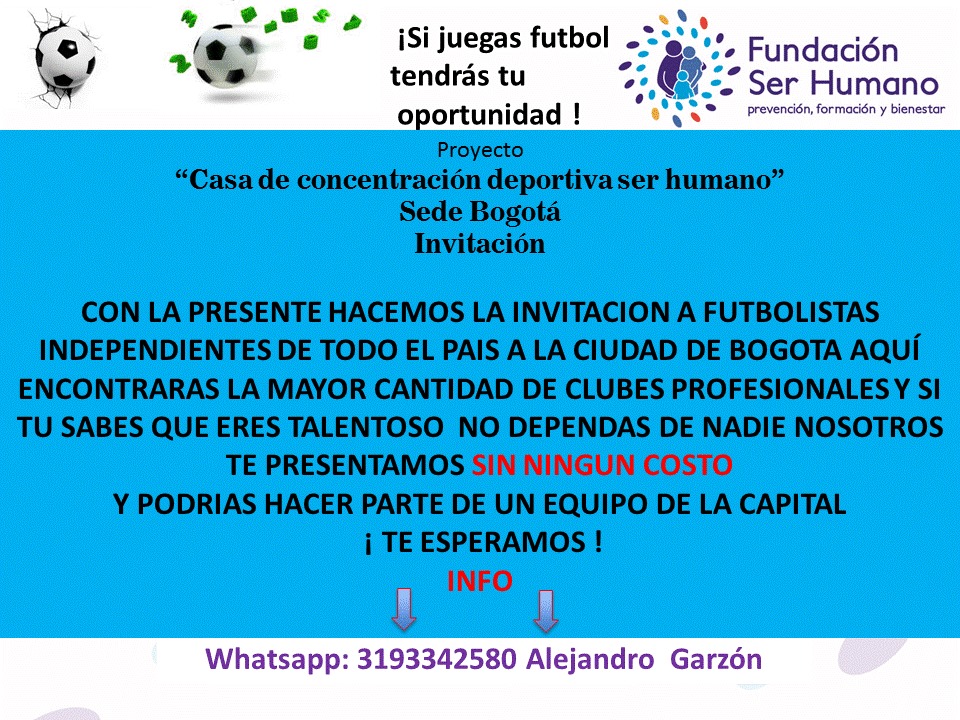 ¡Si juegas futbol
tendrás tu
oportunidad !
Fundación
Ser Humano
prevención, formación y bienestar
Proyecto
“Casa de concentración deportiva ser humano”
Sede Bogotá
Invitación
CON LA PRESENTE HACEMOS LA INVITACION A FUTBOLISTAS
INDEPENDIENTES DE TODO EL PAIS A LA CIUDAD DE BOGOTA AQUÍ
ENCONTRARAS LA MAYOR CANTIDAD DE CLUBES PROFESIONALES Y SI
TU SABES QUE ERES TALENTOSO NO DEPENDAS DE NADIE NOSOTROS
TE PRESENTAMOS SIN NINGUN COSTO
Y PODRIAS HACER PARTE DE UN EQUIPO DE LA CAPITAL
¡ TE ESPERAMOS !
INFO
Whatsapp: 3193342580 Alejandro Garzón